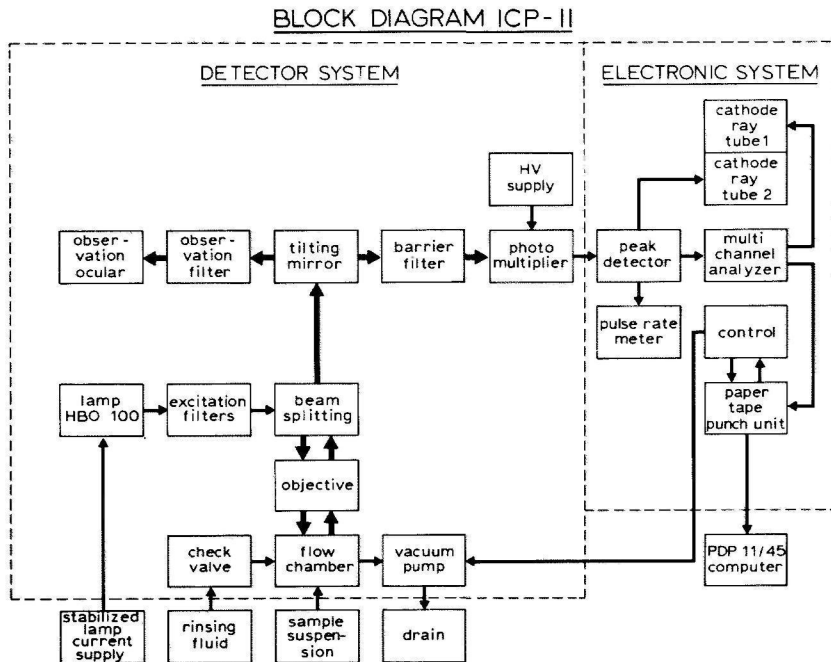 BLOCK DIAGRAM ICP-II
DETECTOR SYSTEM
ELECTRONIC SYSTEM
cathode
ray
tube 1
cathode
ray
tube 2
HV
supply
obser-
vation
ocular
obser-
vation
filter
tilting
mirror
barrier
filter
photo
multiplier
peak
detector
multi
channel
analyzer
pulse rate
meter
control
lamp
HBO 100
excitation
filters
beam
splitting
paper
tape
punch unit
objective
check
valve
flow
chamber
vacuum
pump
PDP 11/45
computer
stabilized
lamp
current
supply
rinsing
fluid
sample
suspen-
sion
drain